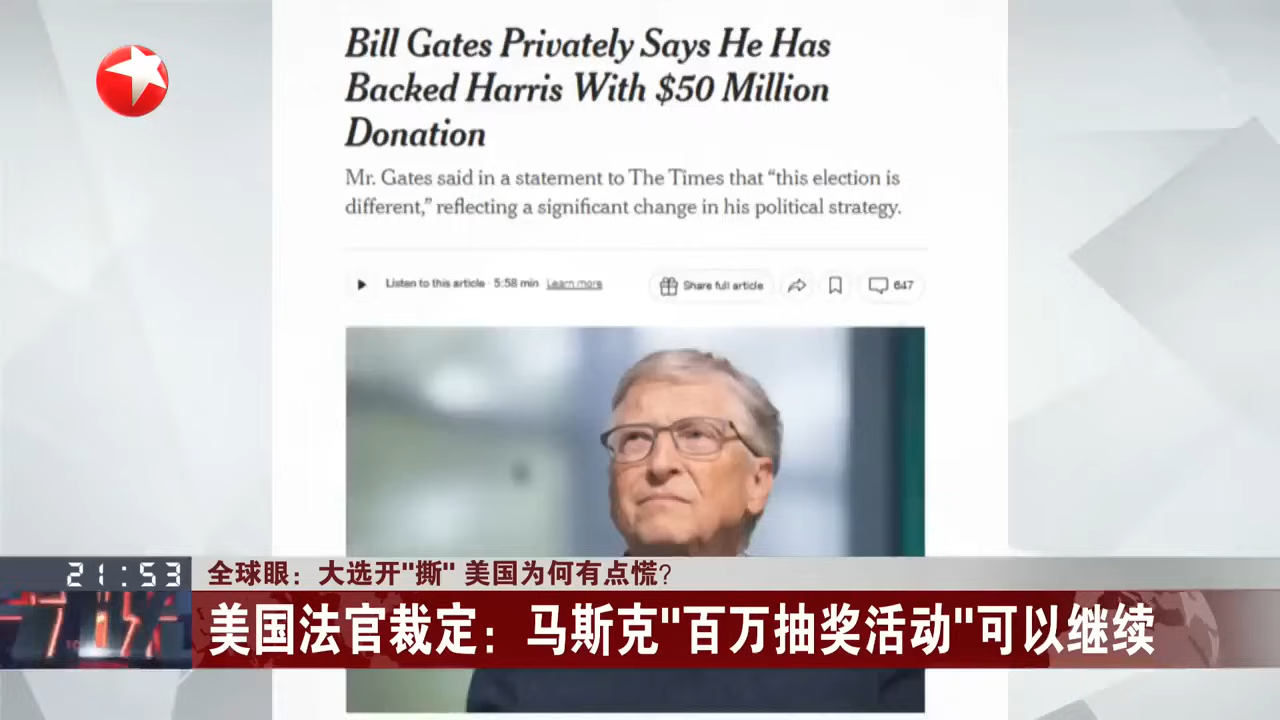 Bill Gates Privately Says He Has
Backed Harris With $50 Million
Donation
Mr. Gates said in a statement to The Times that “this election is
different,” reflecting a significant change in his political strategy.
Listen to this article · 5:58 min Learn more
Share full article
647
21:53
全球眼：大选开"撕" 美国为何有点慌？
美国法官裁定：马斯克"百万抽奖活动"可以继续